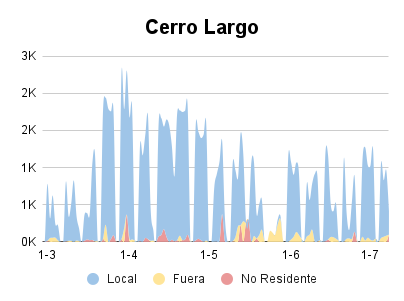 Cerro Largo
3K
2K
2K
1K
1K
0K
1-3 1-4 1-5 1-6 1-7
Local Fuera No Residente